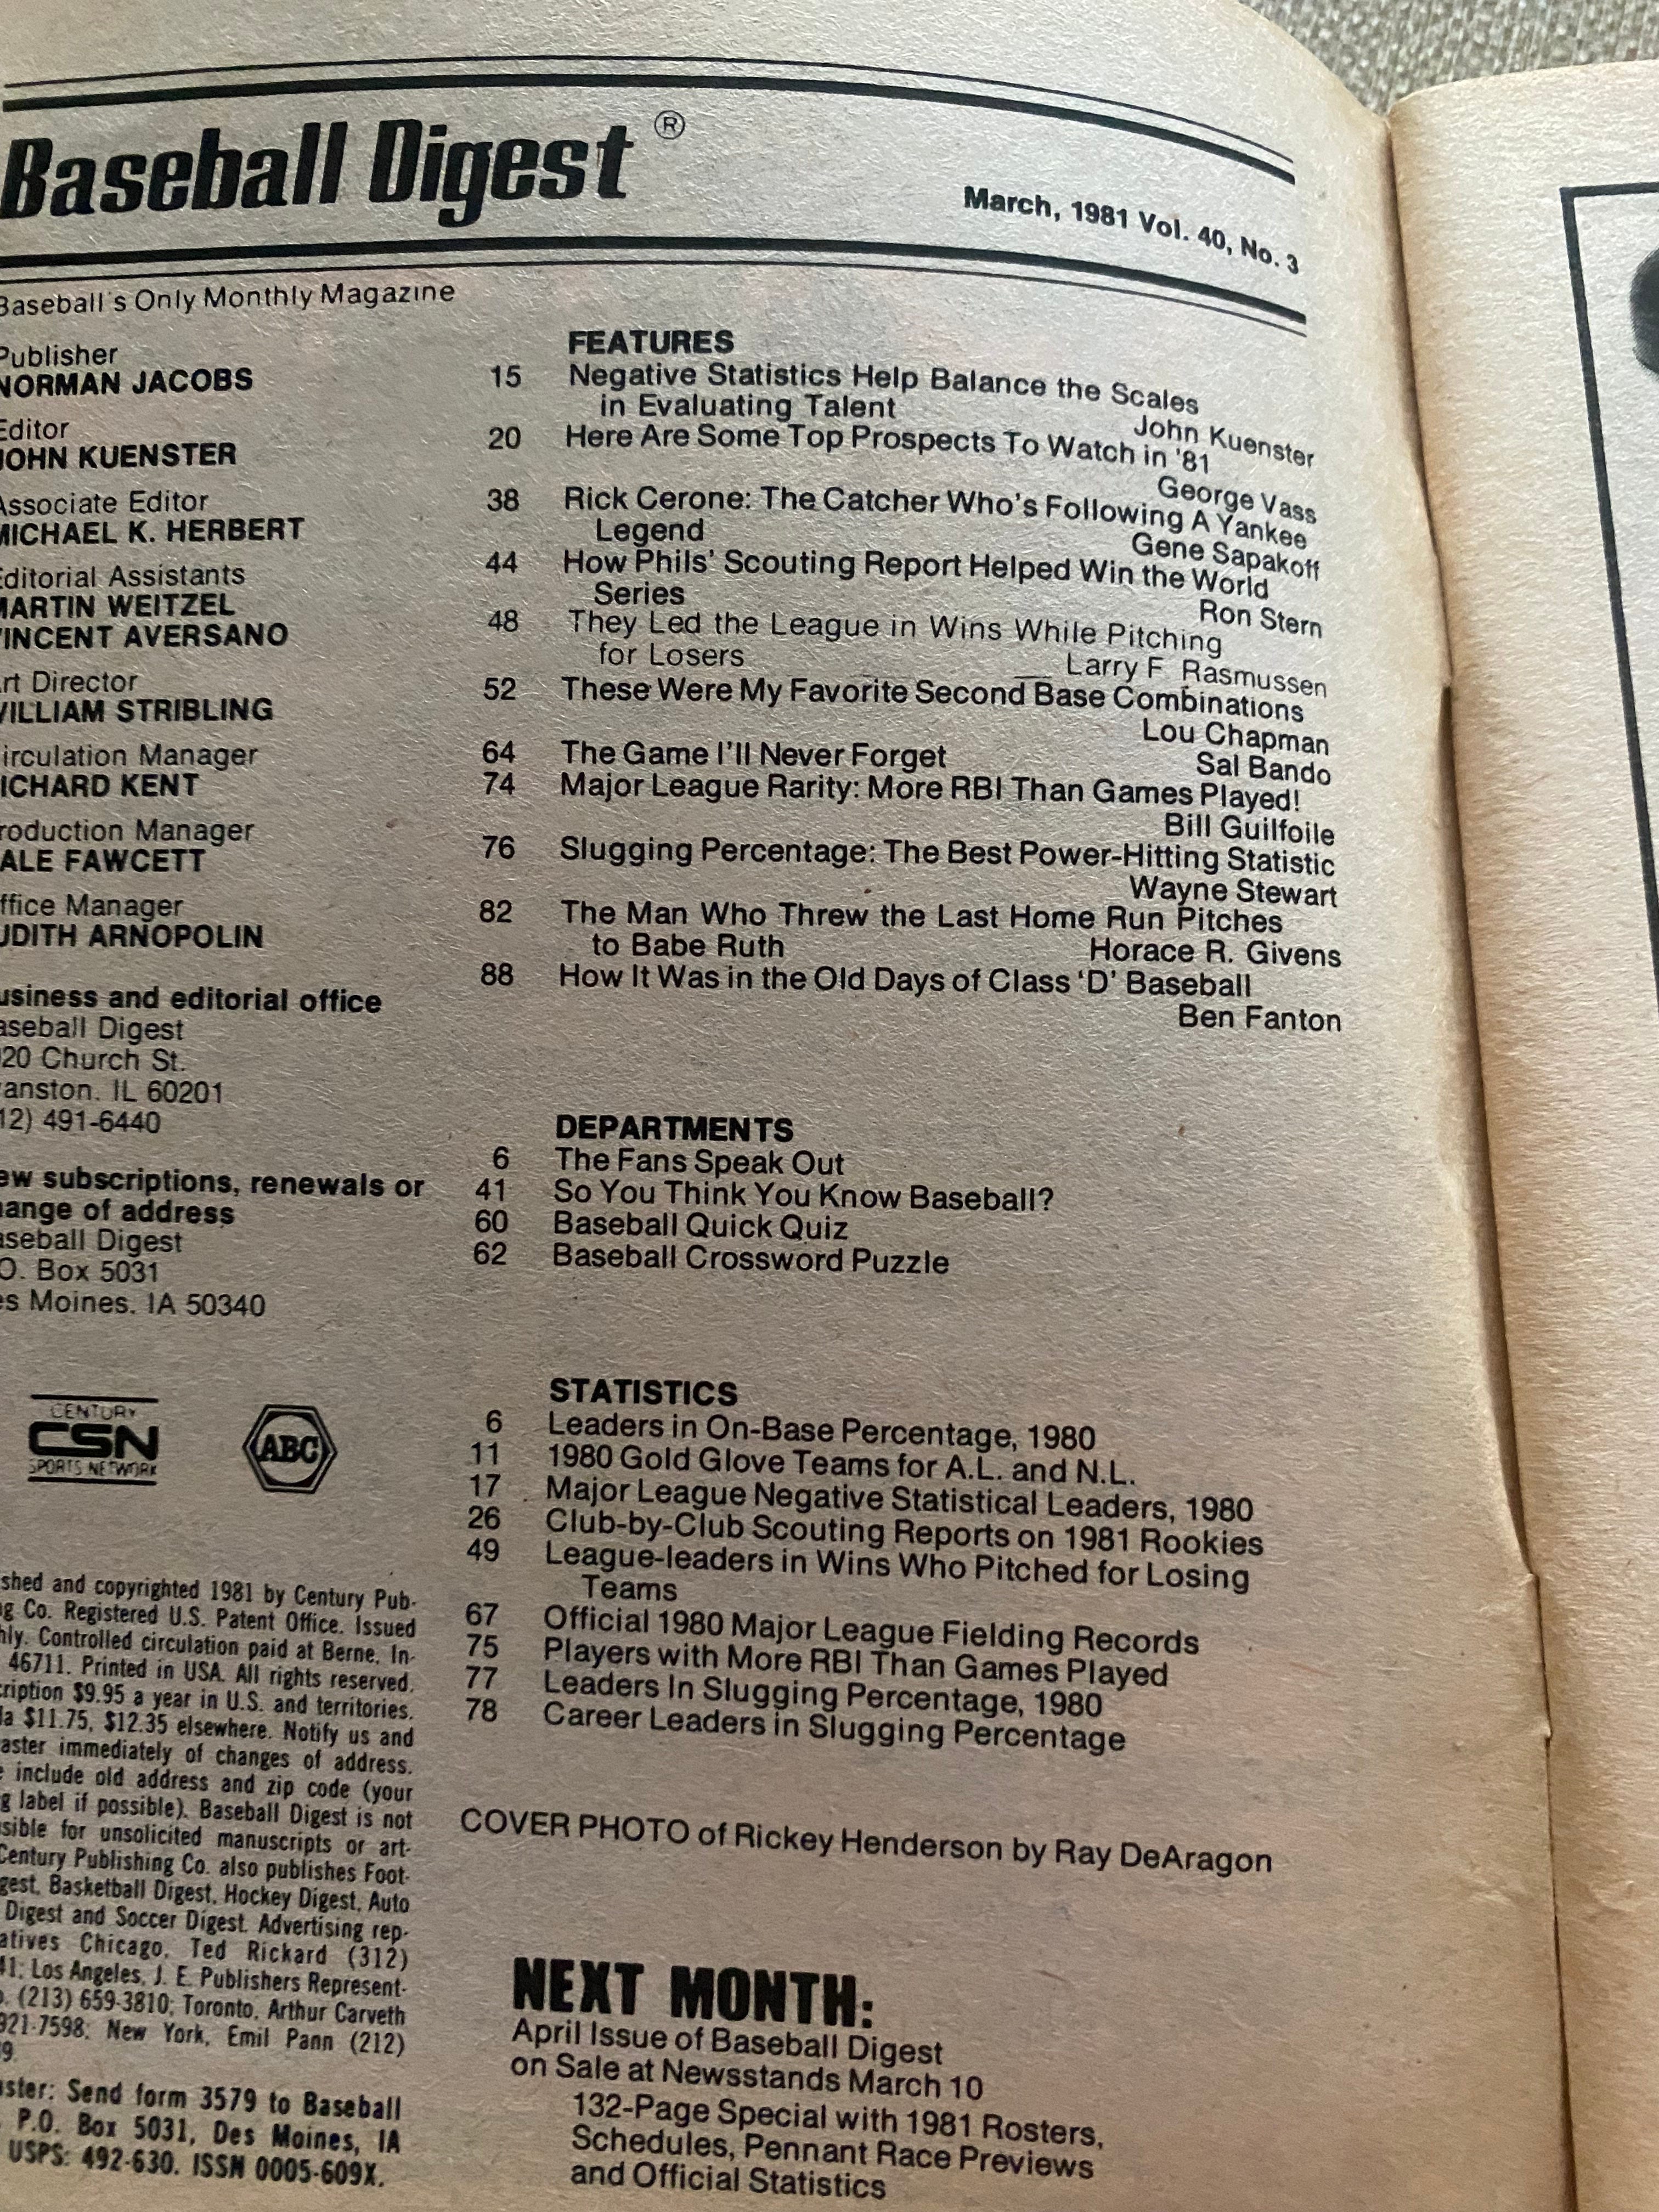 Baseball Digest ®
March, 1981 Vol. 40, No. 3
Baseball's Only Monthly Magazine
Publisher
NORMAN JACOBS
Editor
JOHN KUENSTER
Associate Editor
MICHAEL K. HERBERT
Editorial Assistants
MARTIN WEITZEL
VINCENT AVERSANO
Art Director
WILLIAM STRIBLING
Circulation Manager
RICHARD KENT
Production Manager
ALE FAWCETT
Office Manager
JUDITH ARNOPOLIN
Business and editorial office
Baseball Digest
20 Church St.
Evanston, IL 60201
12) 491-6440
New subscriptions, renewals or
change of address
Baseball Digest
P.O. Box 5031
Des Moines, IA 50340
CENTURY
CSN
SPORTS NETWORK
ABC
shed and copyrighted 1981 by Century Pub-
g Co. Registered U.S. Patent Office. Issued
hly. Controlled circulation paid at Berne, In-
46711. Printed in USA. All rights reserved.
cription $9.95 a year in U.S. and territories.
da $11.75, $12.35 elsewhere. Notify us and
aster immediately of changes of address.
e include old address and zip code (your
g label if possible). Baseball Digest is not
sible for unsolicited manuscripts or art-
Century Publishing Co. also publishes Foot-
gest, Basketball Digest, Hockey Digest, Auto
Digest and Soccer Digest. Advertising rep-
atives Chicago, Ted Rickard (312)
41; Los Angeles, J. E. Publishers Represent-
o. (213) 659-3810; Toronto, Arthur Carveth
921-7598; New York, Emil Pann (212)
9.
ster: Send form 3579 to Baseball
P.O. Box 5031, Des Moines, IA
USPS: 492-630. ISSN 0005-609X.
FEATURES
15 Negative Statistics Help Balance the Scales
in Evaluating Talent John Kuenster
20 Here Are Some Top Prospects To Watch in '81
George Vass
38 Rick Cerone: The Catcher Who's Following A Yankee
Legend Gene Sapakoff
44 How Phils' Scouting Report Helped Win the World
Series Ron Stern
48 They Led the League in Wins While Pitching
for Losers Larry F. Rasmussen
52 These Were My Favorite Second Base Combinations
Lou Chapman
64 The Game I'll Never Forget Sal Bando
74 Major League Rarity: More RBI Than Games Played!
Bill Guilfoile
76 Slugging Percentage: The Best Power-Hitting Statistic
Wayne Stewart
82 The Man Who Threw the Last Home Run Pitches
to Babe Ruth Horace R. Givens
88 How It Was in the Old Days of Class 'D' Baseball
Ben Fanton
DEPARTMENTS
6 The Fans Speak Out
41 So You Think You Know Baseball?
60 Baseball Quick Quiz
62 Baseball Crossword Puzzle
STATISTICS
6 Leaders in On-Base Percentage, 1980
11 1980 Gold Glove Teams for A.L. and N.L.
17 Major League Negative Statistical Leaders, 1980
26 Club-by-Club Scouting Reports on 1981 Rookies
49 League-leaders in Wins Who Pitched for Losing
Teams
67 Official 1980 Major League Fielding Records
75 Players with More RBI Than Games Played
77 Leaders In Slugging Percentage, 1980
78 Career Leaders in Slugging Percentage
COVER PHOTO of Rickey Henderson by Ray DeAragon
NEXT MONTH:
April Issue of Baseball Digest
on Sale at Newsstands March 10
132-Page Special with 1981 Rosters,
Schedules, Pennant Race Previews
and Official Statistics